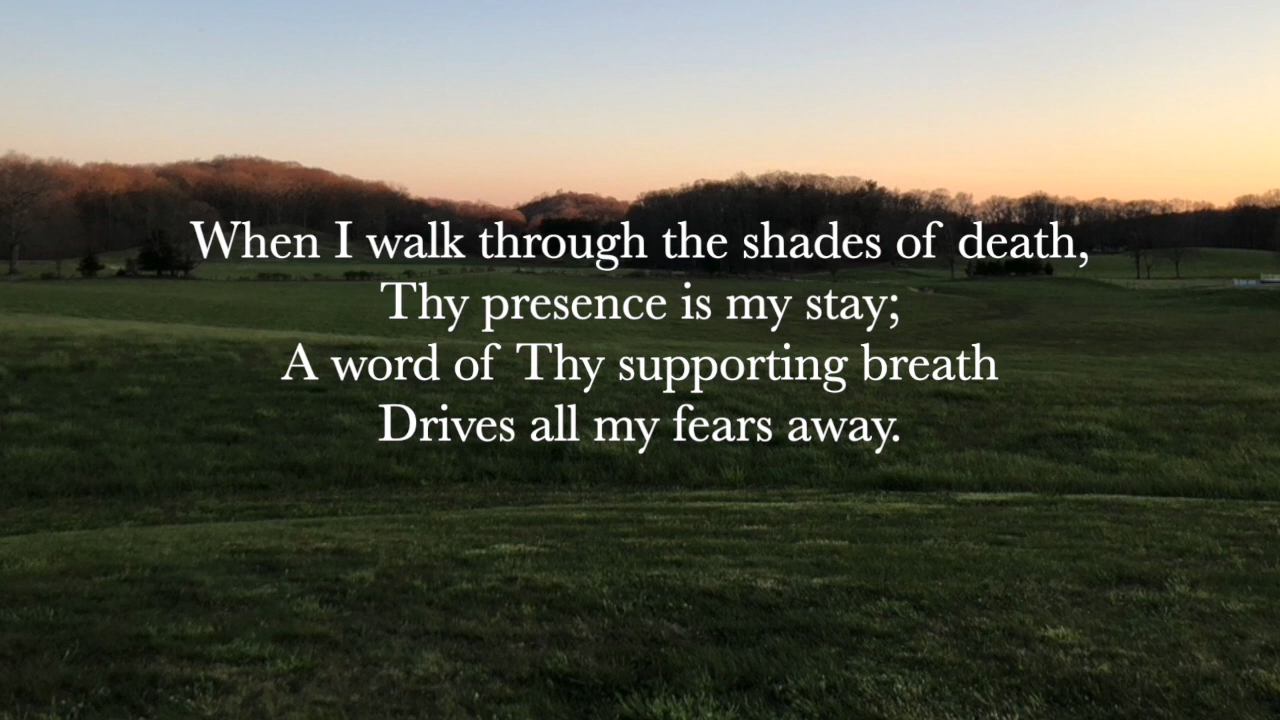 When I walk through the shades of death,
Thy presence is my stay;
A word of Thy supporting breath
Drives all my fears away.